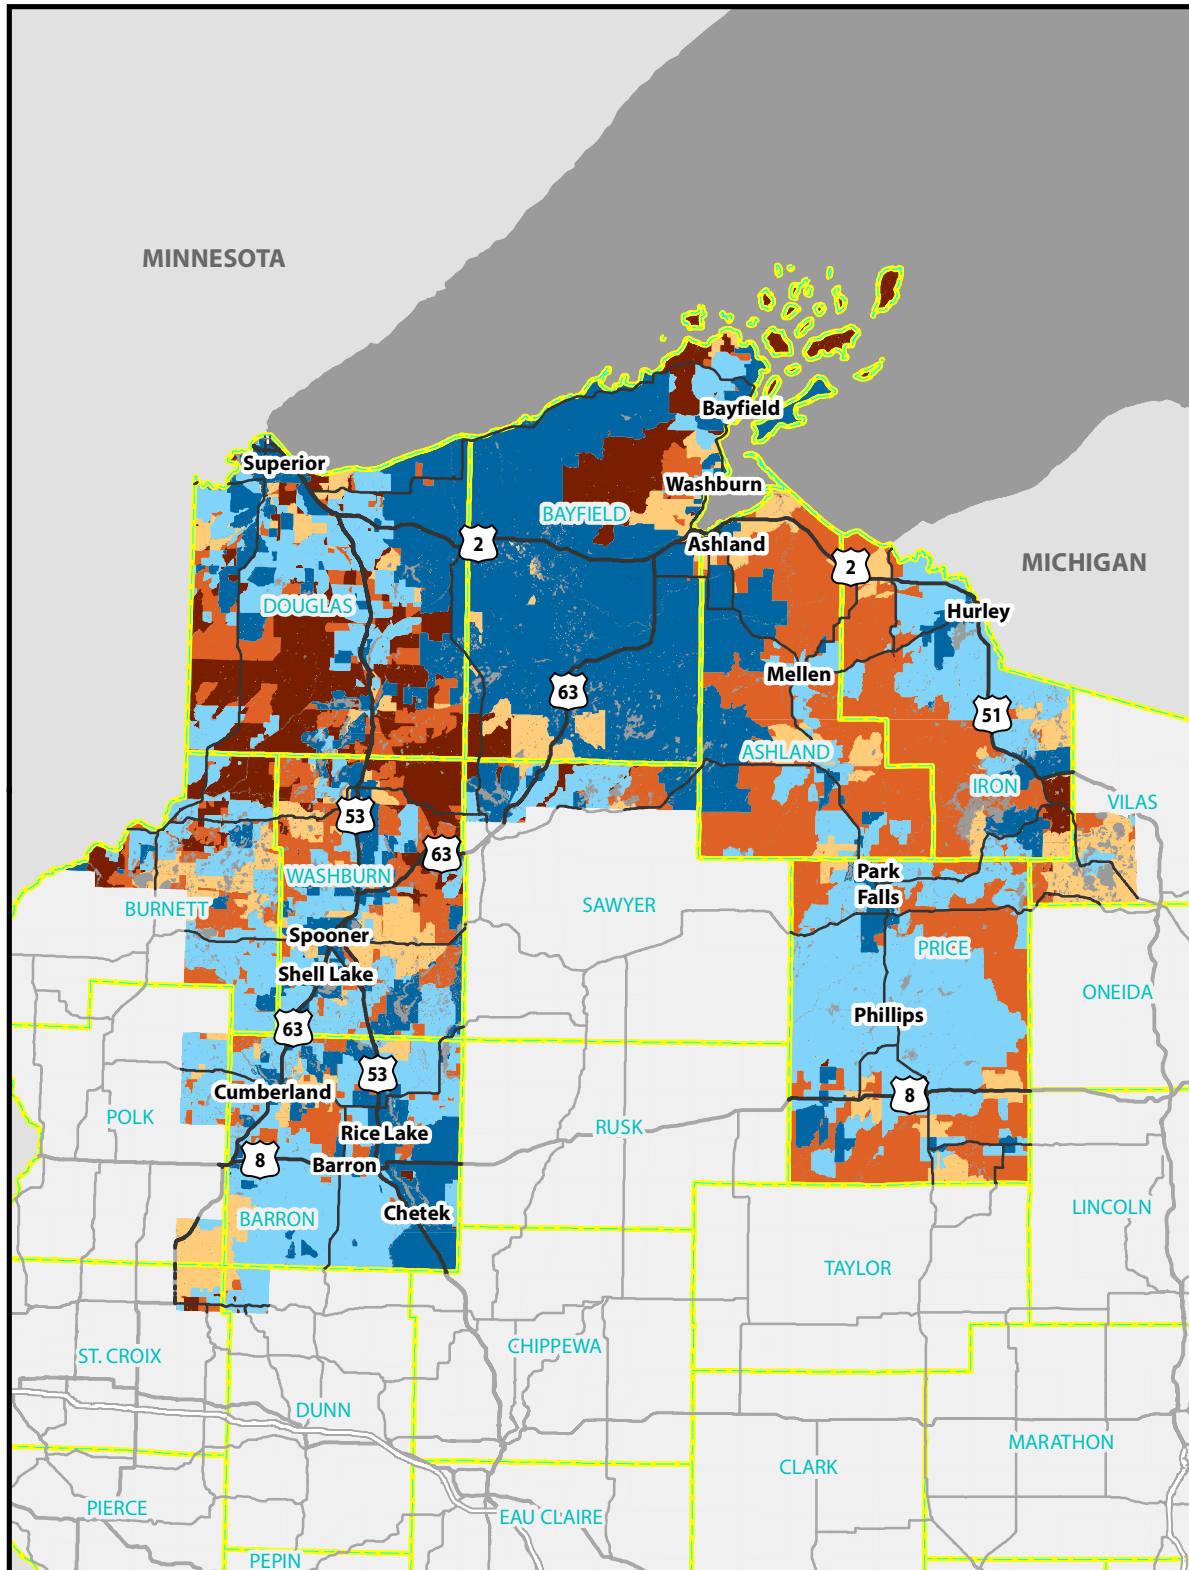 MINNESOTA
Bayfield
Superior
Washburn
BAYFIELD
2
Ashland
MICHIGAN
2
DOUGLAS
Hurley
Mellen
63
51
ASHLAND
IRON
VILAS
53
63
Park
Falls
WASHBURN
BURNETT
SAWYER
Spooner
PRICE
Shell Lake
ONEIDA
Phillips
63
53
Cumberland
8
POLK
RUSK
Rice Lake
8
Barron
BARRON
Chetek
LINCOLN
TAYLOR
CHIPPEWA
ST. CROIX
DUNN
MARATHON
CLARK
PIERCE
EAU CLAIRE
PEPIN